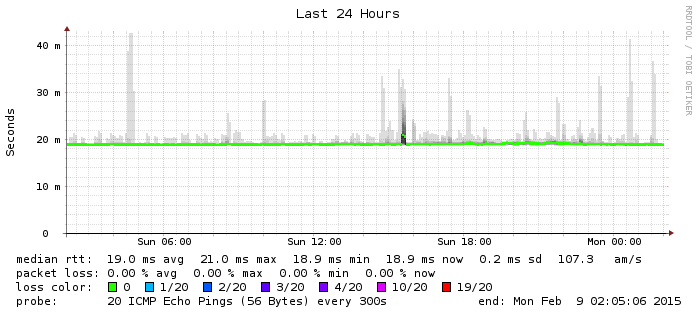 Last 24 Hours
RRDTOOL / TOBI OETIKER
Seconds
40 m
30 m
20 m
10 m
0
Sun 06:00 Sun 12:00 Sun 18:00 Mon 00:00
median rtt: 19.0 ms avg 21.0 ms max 18.9 ms min 18.9 ms now 0.2 ms sd 107.3 am/s
packet loss: 0.00 % avg 0.00 % max 0.00 % min 0.00 % now
loss color: 0 1/20 2/20 3/20 4/20 10/20 19/20
probe: 20 ICMP Echo Pings (56 Bytes) every 300s end: Mon Feb 9 02:05:06 2015